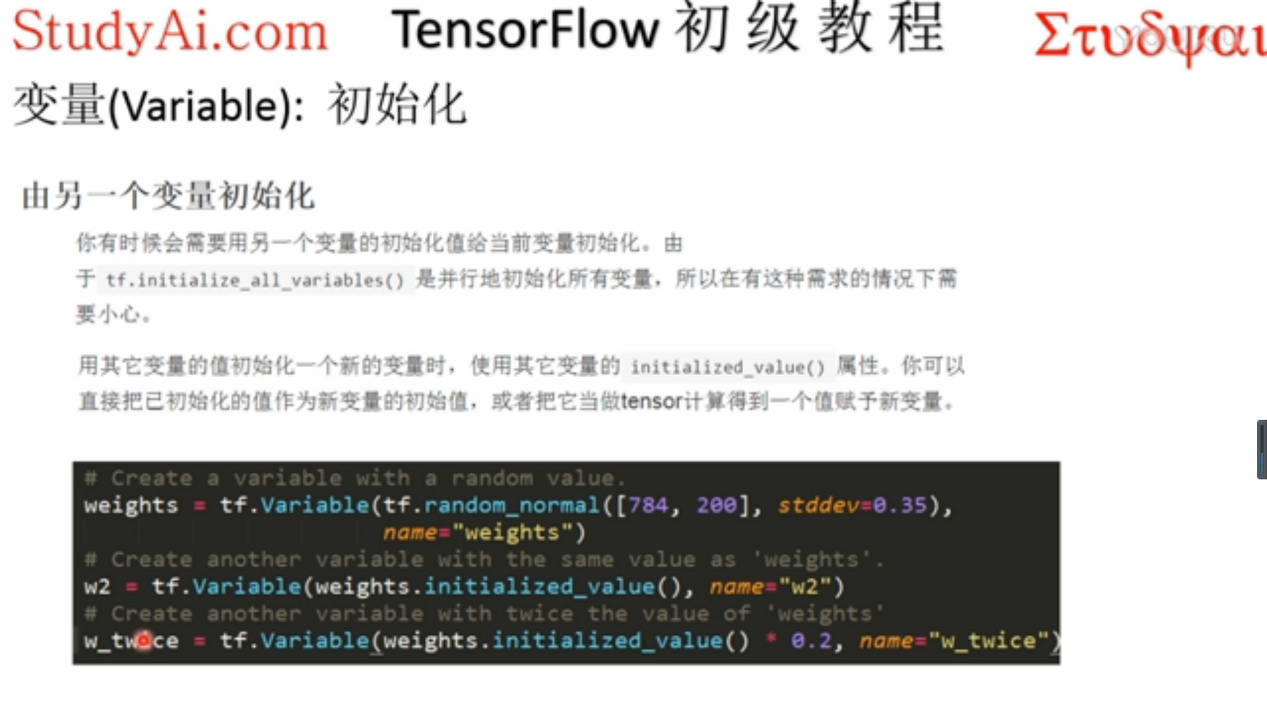 StudyAi.com TensorFlow 初级教程 Στυδψαι
变量(Variable): 初始化
由另一个变量初始化
你有时候会需要用另一个变量的初始化值给当前变量初始化。由
于 tf.initialize_all_variables() 是并行地初始化所有变量，所以在有这种需求的情况下需
要小心。
用其它变量的值初始化一个新的变量时，使用其它变量的 initialized_value() 属性。你可以
直接把已初始化的值作为新变量的初始值，或者把它当做tensor计算得到一个值赋予新变量。
# Create a variable with a random value.
weights = tf.Variable(tf.random_normal([784, 200], stddev=0.35),
name="weights")
# Create another variable with the same value as 'weights'.
w2 = tf.Variable(weights.initialized_value(), name="w2")
# Create another variable with twice the value of 'weights'
w_twice = tf.Variable(weights.initialized_value() * 0.2, name="w_twice")